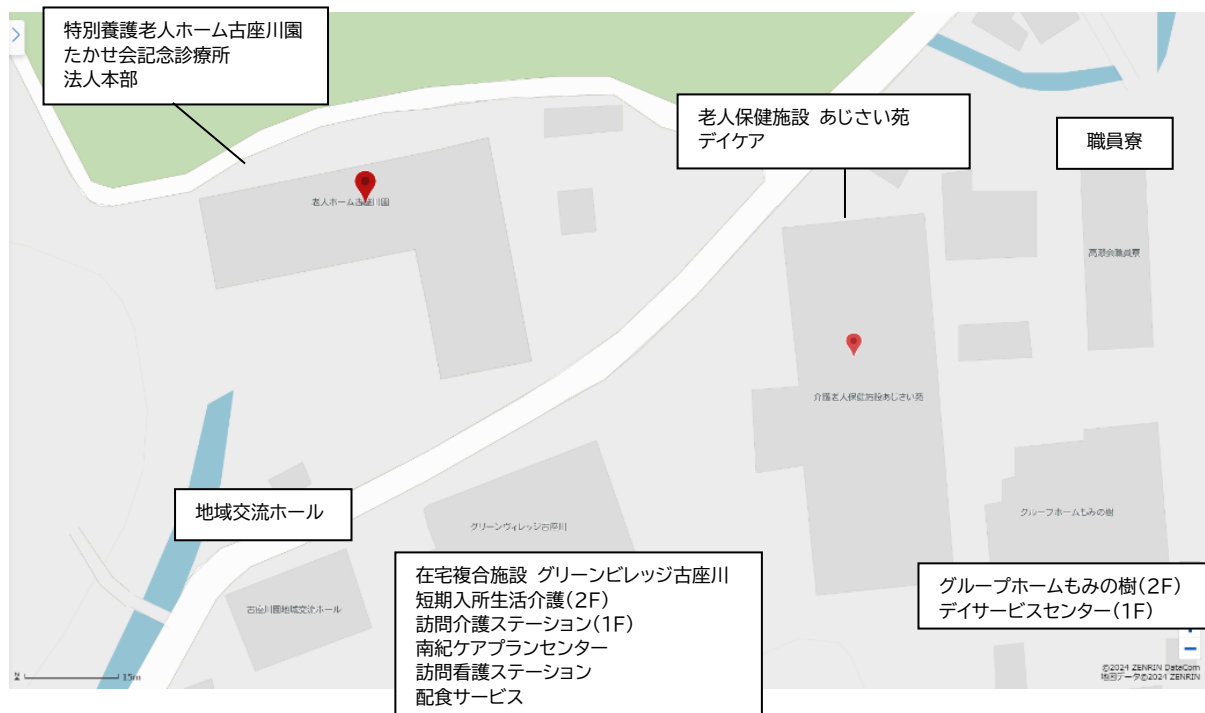 特別養護老人ホーム古座川園
たかせ会記念診療所
法人本部
老人保健施設 あじさい苑
デイケア
職員寮
老人ホーム古座川園
高瀬会職員寮
介護老人保健施設あじさい苑
地域交流ホール
グリーンヴィレッジ古座川
グループホームもみの樹
古座川園地域交流ホール
在宅複合施設 グリーンビレッジ古座川
短期入所生活介護(2F)
訪問介護ステーション(1F)
南紀ケアプランセンター
訪問看護ステーション
配食サービス
グループホームもみの樹(2F)
デイサービスセンター(1F)
N
15m
©2024 ZENRIN DataCom
地図データ©2024 ZENRIN